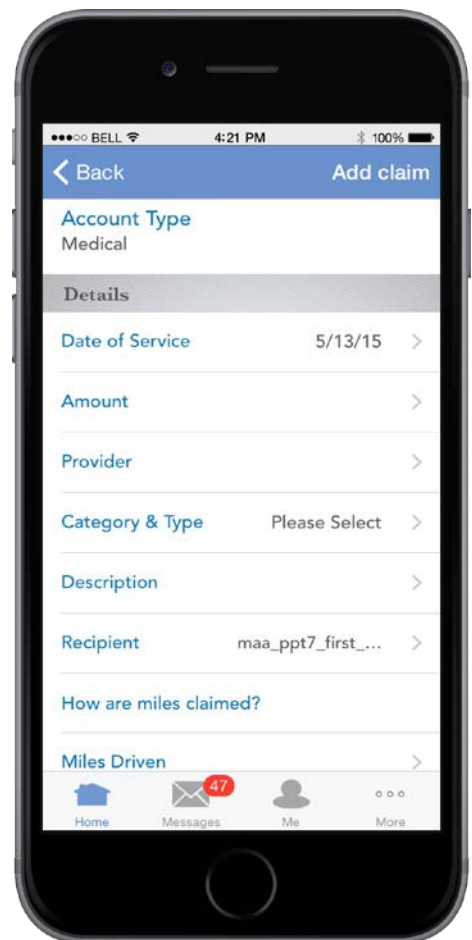 BELL 4:21 PM 100%
Back Add claim
Account Type
Medical
Details
Date of Service 5/13/15
Amount
Provider
Category & Type Please Select
Description
Recipient maa_ppt7_first_...
How are miles claimed?
Miles Driven
47
Home Messages Me More